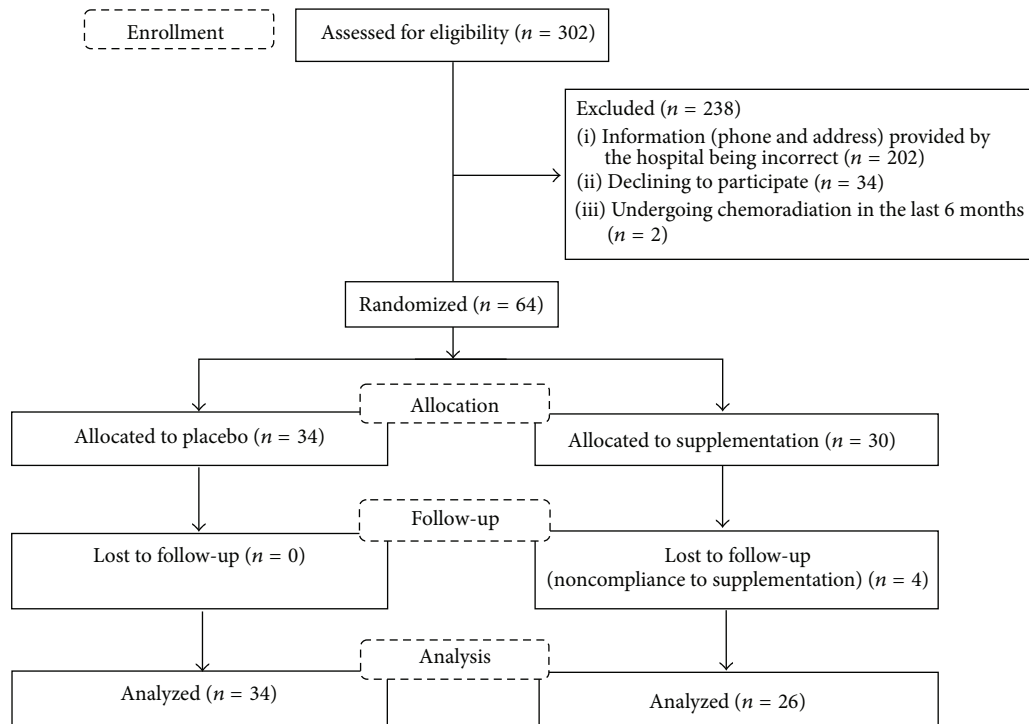 Enrollment
Assessed for eligibility (n = 302)
Excluded (n = 238)
(i) Information (phone and address) provided by
the hospital being incorrect (n = 202)
(ii) Declining to participate (n = 34)
(iii) Undergoing chemoradiation in the last 6 months
(n = 2)
Randomized (n = 64)
Allocation
Allocated to placebo (n = 34)
Allocated to supplementation (n = 30)
Follow-up
Lost to follow-up (n = 0)
Lost to follow-up
(noncompliance to supplementation) (n = 4)
Analysis
Analyzed (n = 34)
Analyzed (n = 26)